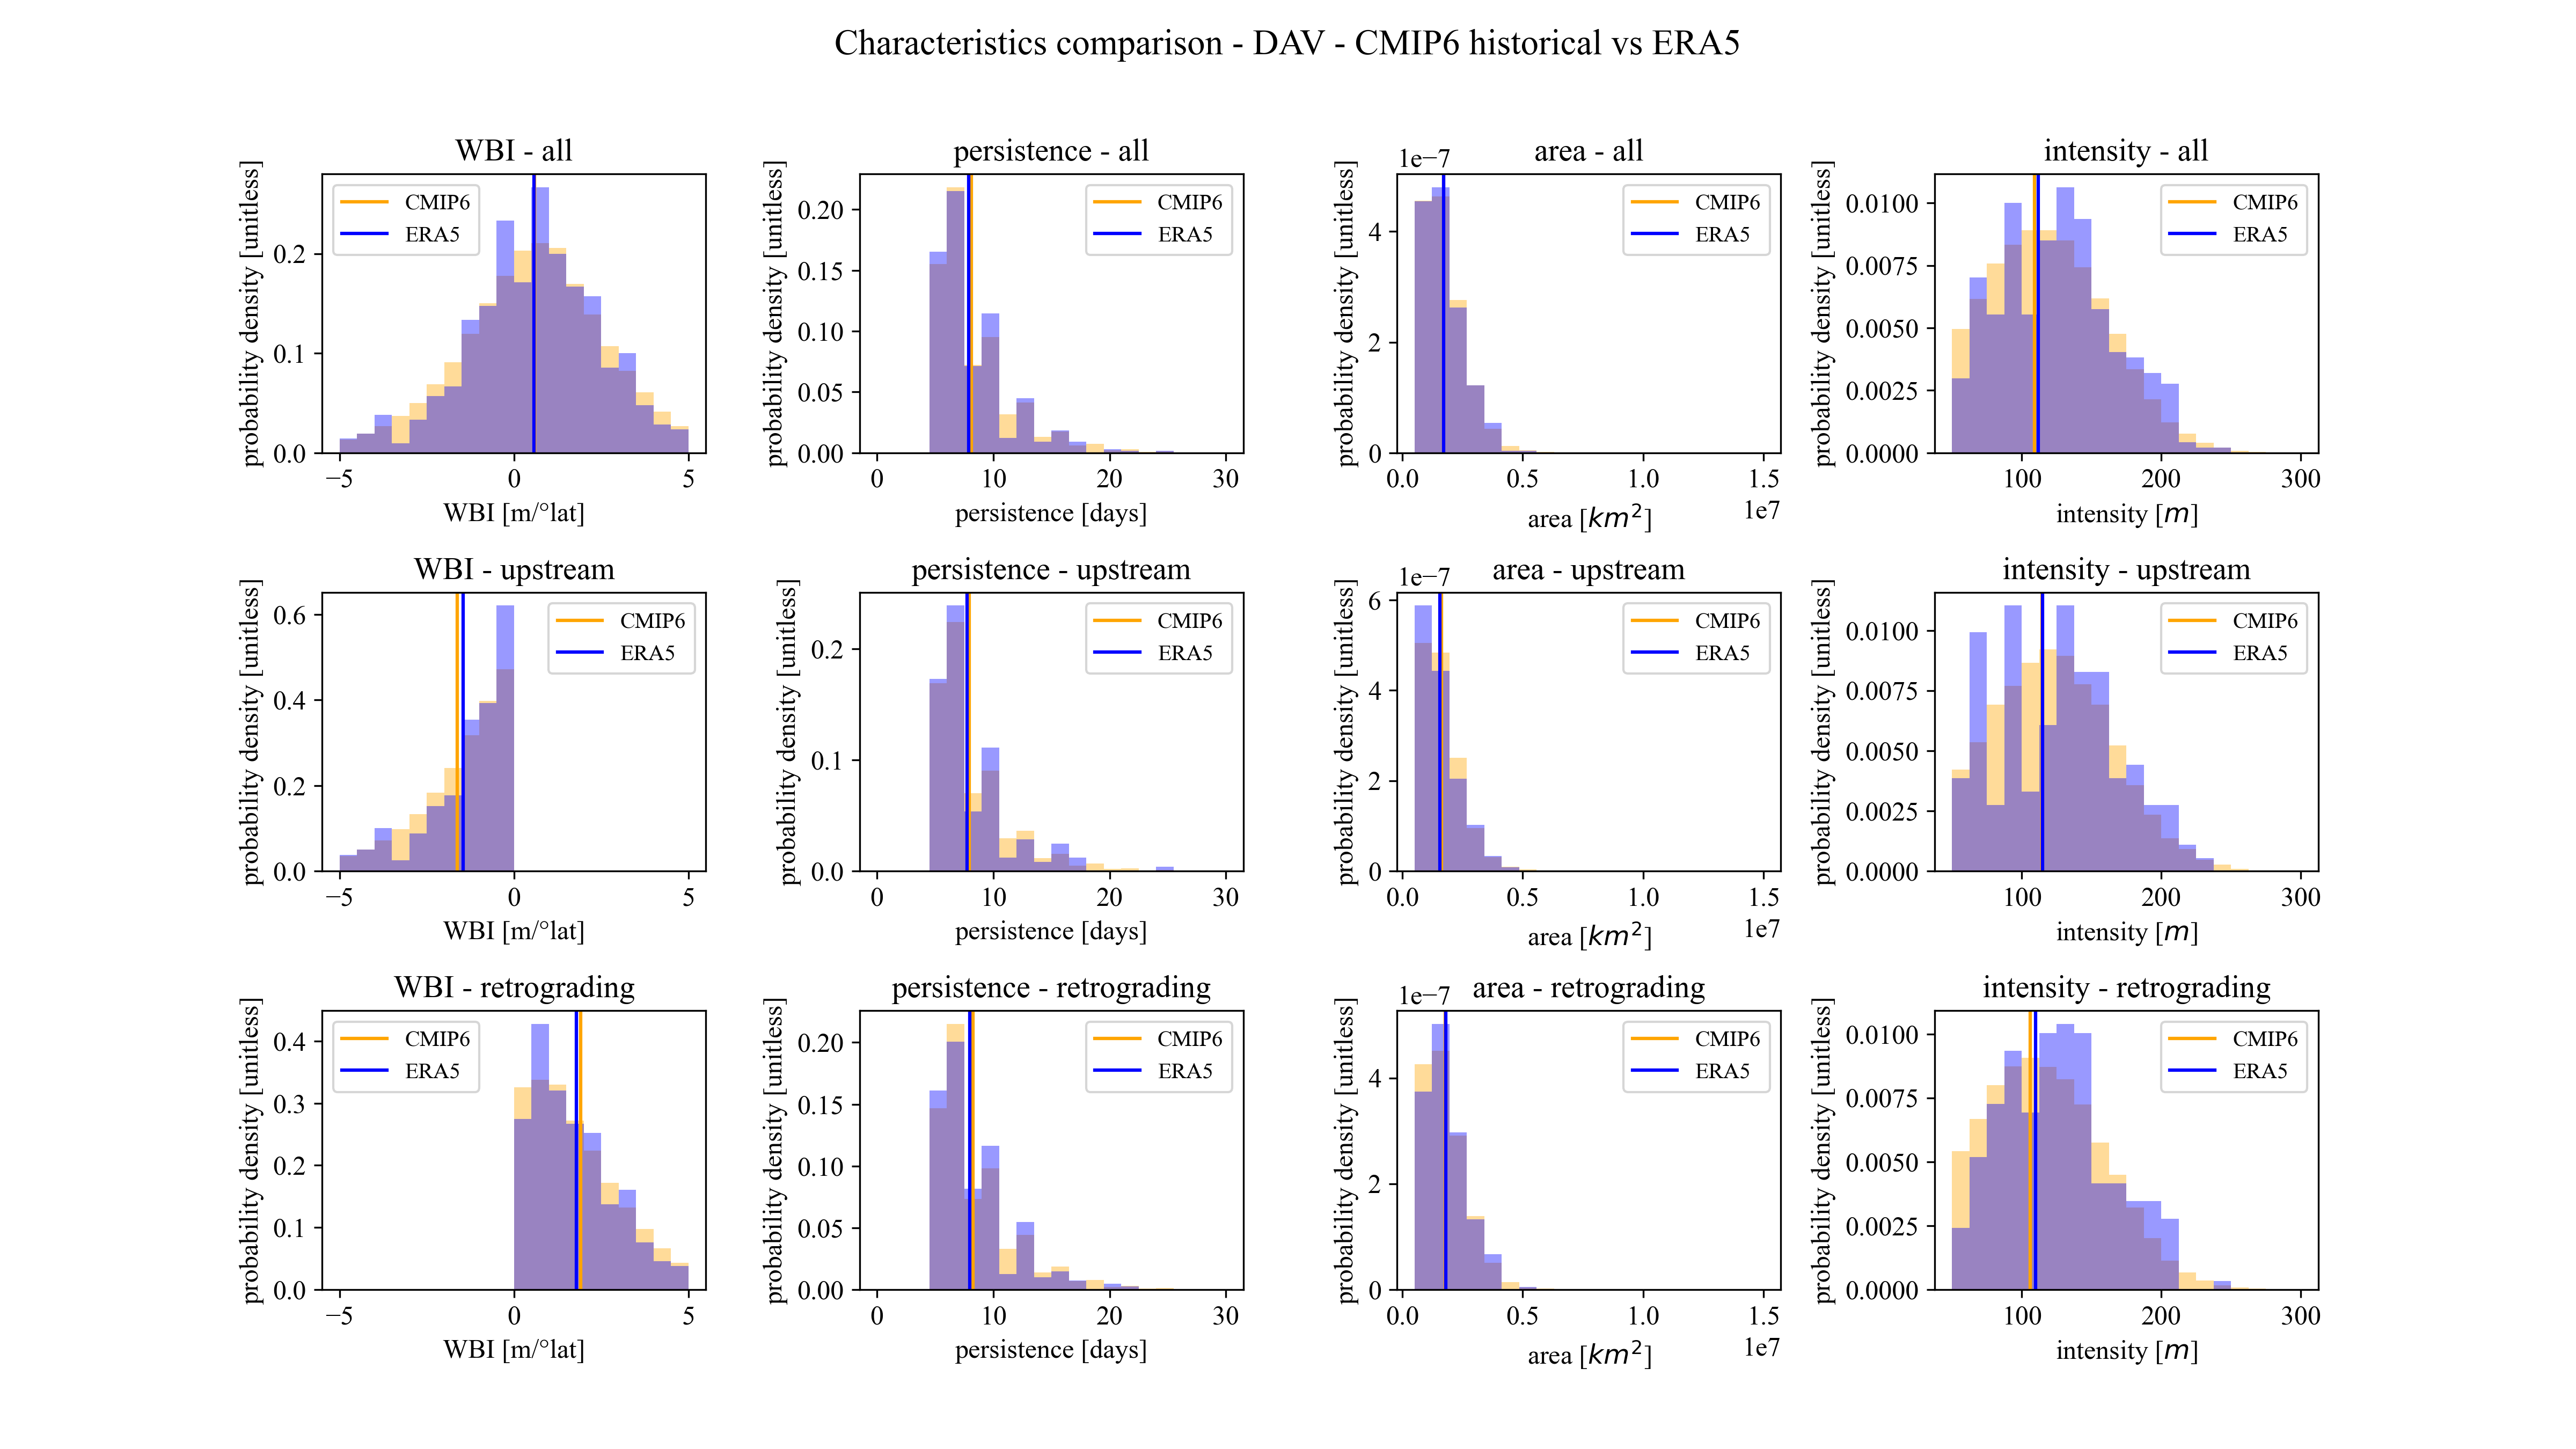 Characteristics comparison - DAV - CMIP6 historical vs ERA5
WBI - all
probability density [unitless]
0.2
0.1
0.0
CMIP6
ERA5
−5 0 5
WBI [m/°lat]
persistence - all
probability density [unitless]
0.20
0.15
0.10
0.05
0.00
CMIP6
ERA5
0 10 20 30
persistence [days]
area - all
1e−7
probability density [unitless]
4
2
0
CMIP6
ERA5
0.0 0.5 1.0 1.5
1e7
area [km²]
intensity - all
probability density [unitless]
0.0100
0.0075
0.0050
0.0025
0.0000
CMIP6
ERA5
100 200 300
intensity [m]
WBI - upstream
probability density [unitless]
0.6
0.4
0.2
0.0
CMIP6
ERA5
−5 0 5
WBI [m/°lat]
persistence - upstream
probability density [unitless]
0.2
0.1
0.0
CMIP6
ERA5
0 10 20 30
persistence [days]
area - upstream
1e−7
probability density [unitless]
6
4
2
0
CMIP6
ERA5
0.0 0.5 1.0 1.5
1e7
area [km²]
intensity - upstream
probability density [unitless]
0.0100
0.0075
0.0050
0.0025
0.0000
CMIP6
ERA5
100 200 300
intensity [m]
WBI - retrograding
probability density [unitless]
0.4
0.3
0.2
0.1
0.0
CMIP6
ERA5
−5 0 5
WBI [m/°lat]
persistence - retrograding
probability density [unitless]
0.20
0.15
0.10
0.05
0.00
CMIP6
ERA5
0 10 20 30
persistence [days]
area - retrograding
1e−7
probability density [unitless]
4
2
0
CMIP6
ERA5
0.0 0.5 1.0 1.5
1e7
area [km²]
intensity - retrograding
probability density [unitless]
0.0100
0.0075
0.0050
0.0025
0.0000
CMIP6
ERA5
100 200 300
intensity [m]